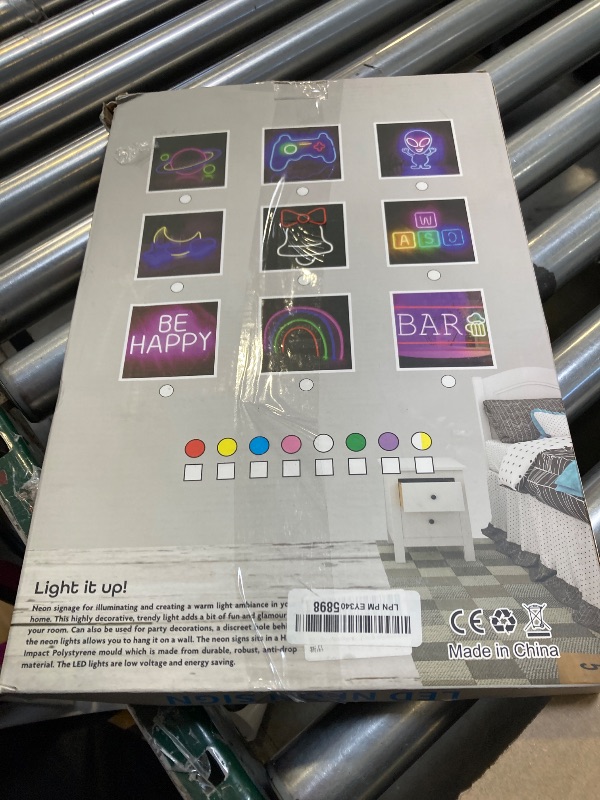 W
A S D
BE
HAPPY
BAR
Light it up!
Neon signage for illuminating and creating a warm light ambiance in
home. This highly decorative, trendy light adds a bit of fun and glamour
your room. Can also be used for party decorations, a discreet hole
the neon lights allows you to hang it on a wall. The neon signs sits in a
Impact Polystyrene mould which is made from durable, robust, anti-drop
material. The LED lights are low voltage and energy saving.
LPN PM EY340 5898
CE
Made in China
5
LED NEON SIGN